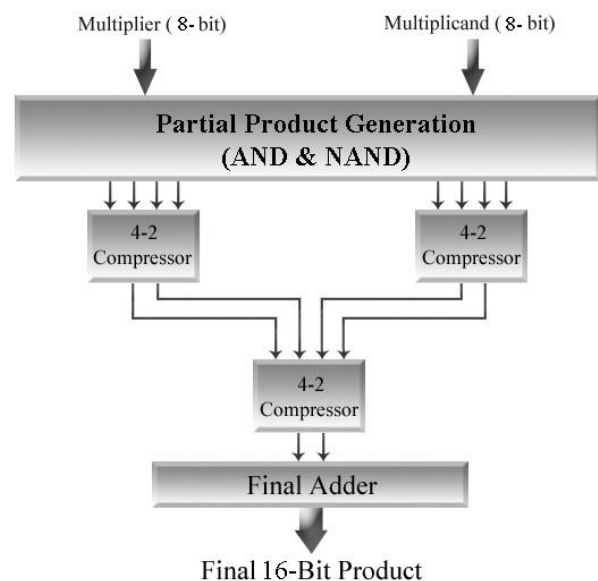 Multiplier ( 8- bit)
Multiplicand ( 8- bit)
Partial Product Generation
(AND & NAND)
4-2
Compressor
4-2
Compressor
4-2
Compressor
Final Adder
Final 16-Bit Product